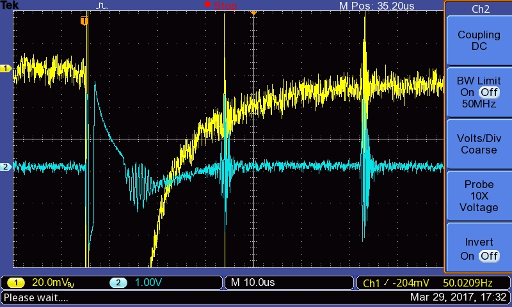 Tek
Stop
M Pos: 35.20us
Ch2
T
Coupling
DC
1
BW Limit
On Off
50MHz
Volts/Div
Coarse
2
Probe
10X
Voltage
Invert
On Off
1 20.0mV BW 2 1.00V M 10.0us Ch1 -204mV 50.0209Hz
Please wait.... Mar 29, 2017, 17:32